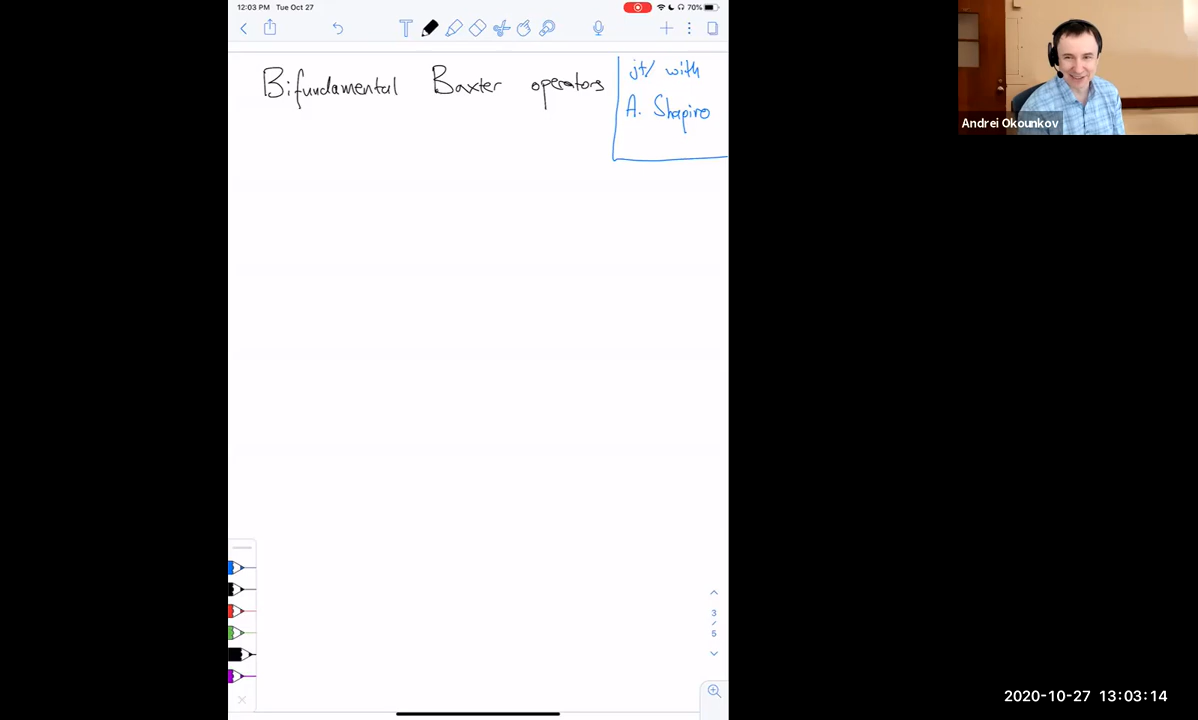 12:03 PM Tue Oct 27
70%
T
Bifundamental Baxter operators
jt/ with
A. Shapiro
Andrei Okounkov
3
/
5
2020-10-27 13:03:14